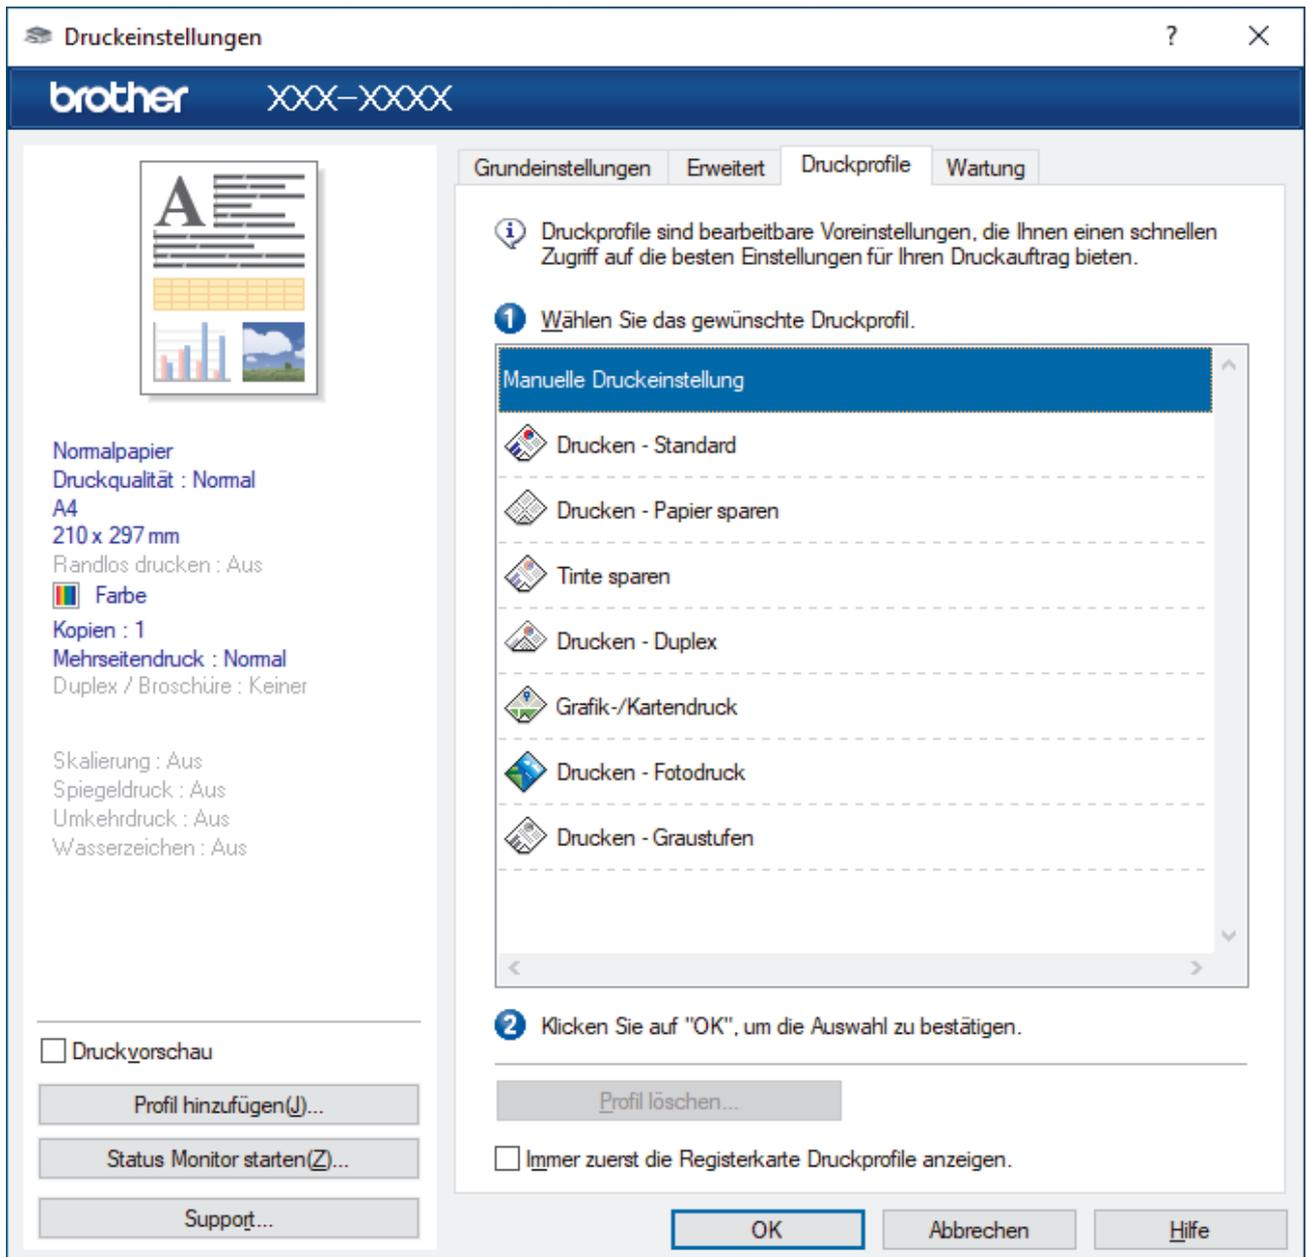 Druckeinstellungen
?
brother XXX-XXXX
A
Normalpapier
Druckqualität : Normal
A4
210 x 297 mm
Randlos drucken : Aus
Farbe
Kopien : 1
Mehrseitendruck : Normal
Duplex / Broschüre : Keiner
Skalierung : Aus
Spiegeldruck : Aus
Umkehrdruck : Aus
Wasserzeichen : Aus
Druckvorschau
Profil hinzufügen(J)...
Status Monitor starten(Z)...
Support...
Grundeinstellungen Erweitert Druckprofile Wartung
Druckprofile sind bearbeitbare Voreinstellungen, die Ihnen einen schnellen
Zugriff auf die besten Einstellungen für Ihren Druckauftrag bieten.
1 Wählen Sie das gewünschte Druckprofil.
Manuelle Druckeinstellung
Drucken - Standard
Drucken - Papier sparen
Tinte sparen
Drucken - Duplex
Grafik-/Kartendruck
Drucken - Fotodruck
Drucken - Graustufen
2 Klicken Sie auf "OK", um die Auswahl zu bestätigen.
Profil löschen...
Immer zuerst die Registerkarte Druckprofile anzeigen.
OK Abbrechen Hilfe